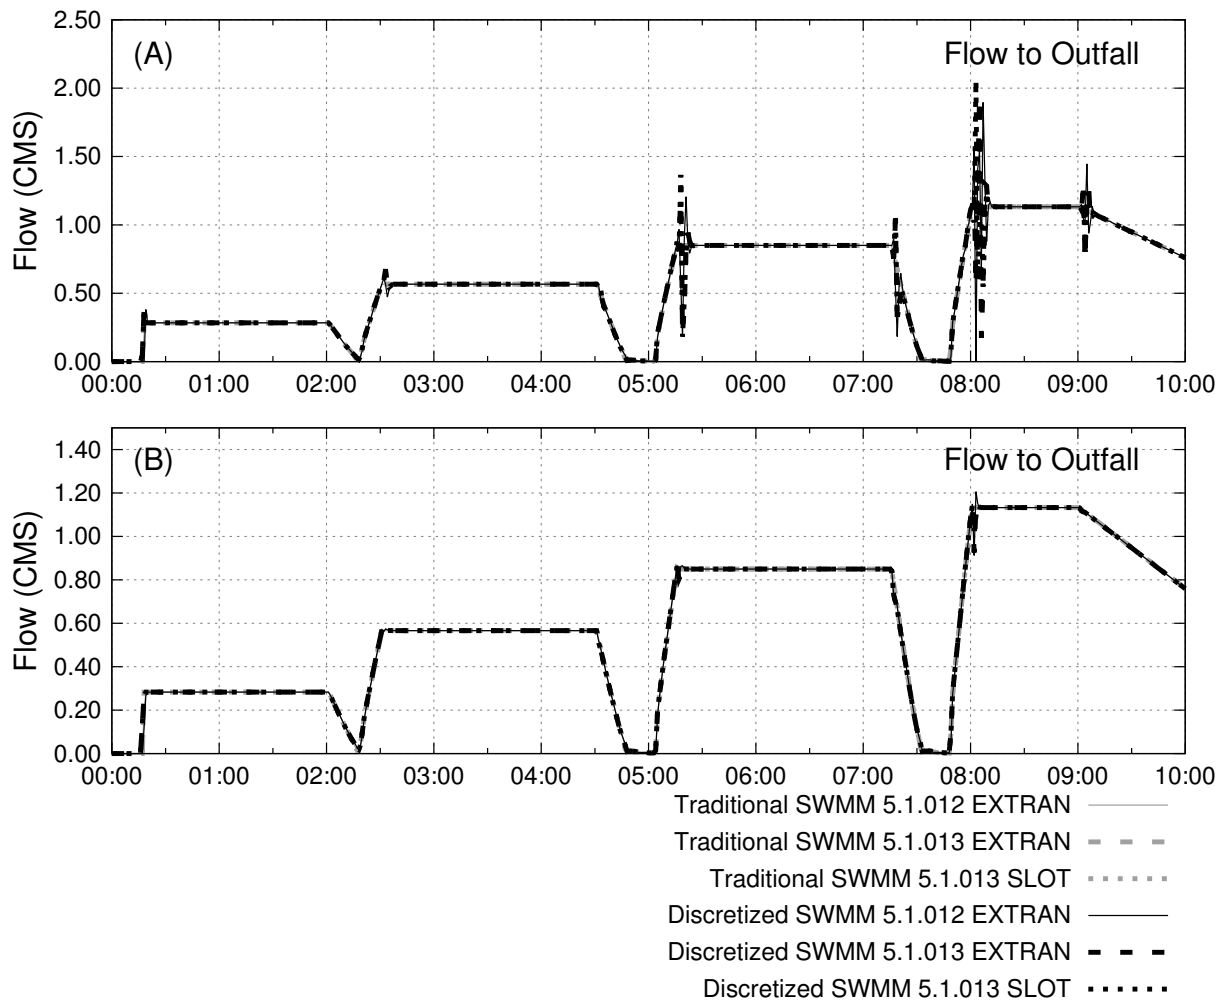 2.50
(A)
Flow to Outfall
2.00
1.50
1.00
0.50
0.00
Flow (CMS)
00:00 01:00 02:00 03:00 04:00 05:00 06:00 07:00 08:00 09:00 10:00
1.40
(B)
Flow to Outfall
1.20
1.00
0.80
0.60
0.40
0.20
0.00
Flow (CMS)
00:00 01:00 02:00 03:00 04:00 05:00 06:00 07:00 08:00 09:00 10:00
Traditional SWMM 5.1.012 EXTRAN
Traditional SWMM 5.1.013 EXTRAN
Traditional SWMM 5.1.013 SLOT
Discretized SWMM 5.1.012 EXTRAN
Discretized SWMM 5.1.013 EXTRAN
Discretized SWMM 5.1.013 SLOT